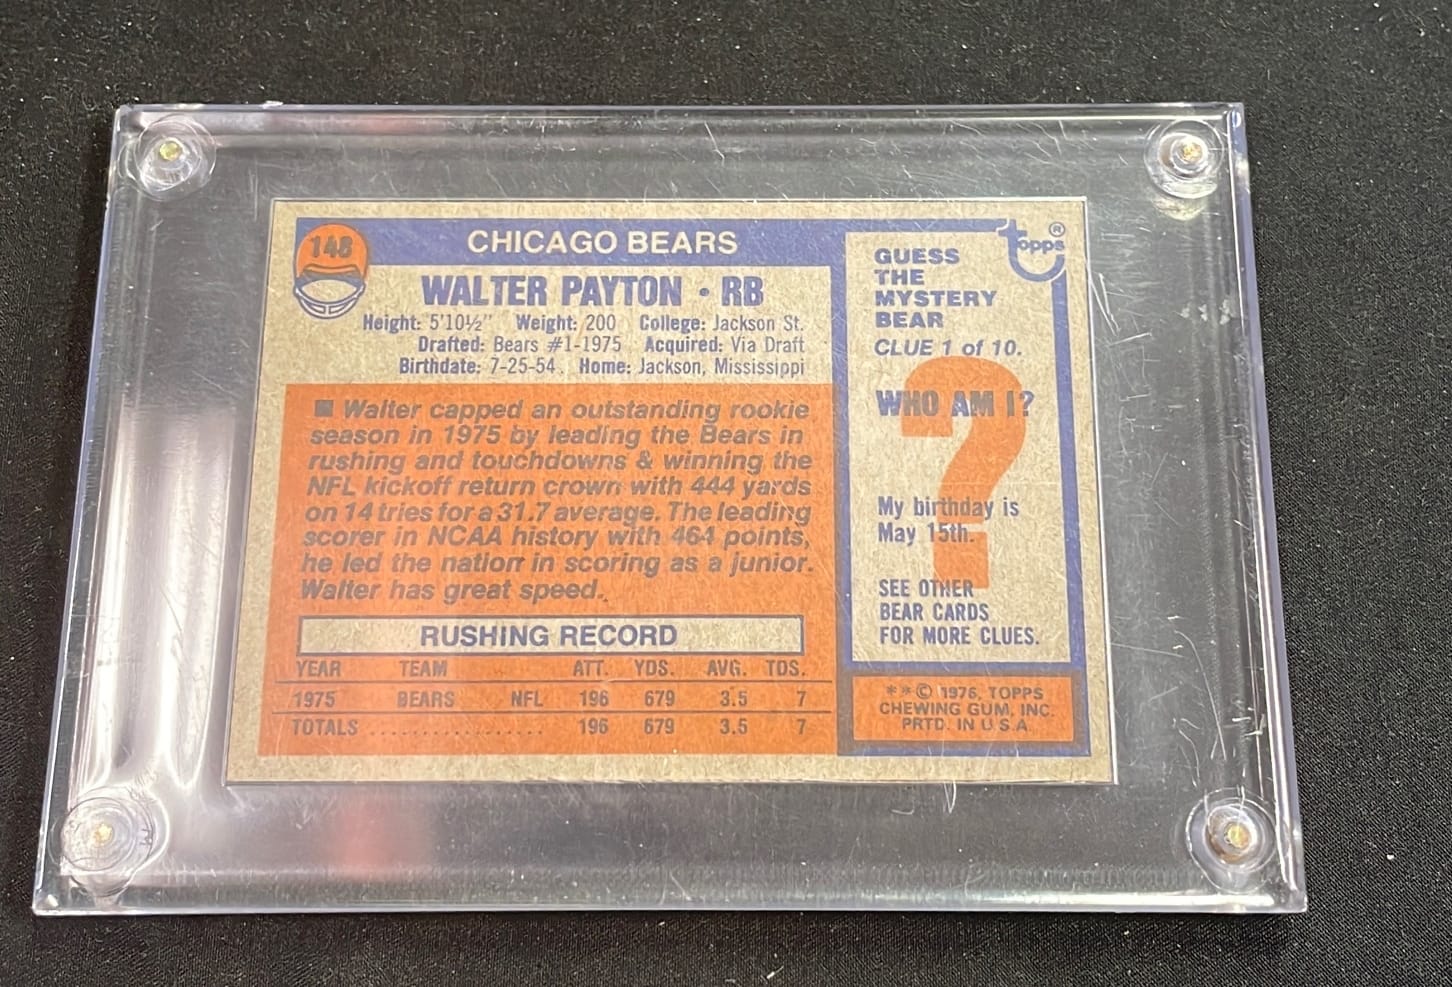 148
CHICAGO BEARS
WALTER PAYTON • RB
Height: 5'10½" Weight: 200 College: Jackson St.
Drafted: Bears #1-1975 Acquired: Via Draft
Birthdate: 7-25-54. Home: Jackson, Mississippi
■ Walter capped an outstanding rookie
season in 1975 by leading the Bears in
rushing and touchdowns & winning the
NFL kickoff return crown with 444 yards
on 14 tries for a 31.7 average. The leading
scorer in NCAA history with 464 points,
he led the nation in scoring as a junior.
Walter has great speed.
RUSHING RECORD
YEAR TEAM ATT. YDS. AVG. TDS.
1975 BEARS NFL 196 679 3.5 7
TOTALS ................. 196 679 3.5 7
topps®
GUESS
THE
MYSTERY
BEAR
CLUE 1 of 10.
WHO AM I?
?
My birthday is
May 15th.
SEE OTHER
BEAR CARDS
FOR MORE CLUES.
**© 1976, TOPPS
CHEWING GUM, INC.
PRTD. IN U.S.A.